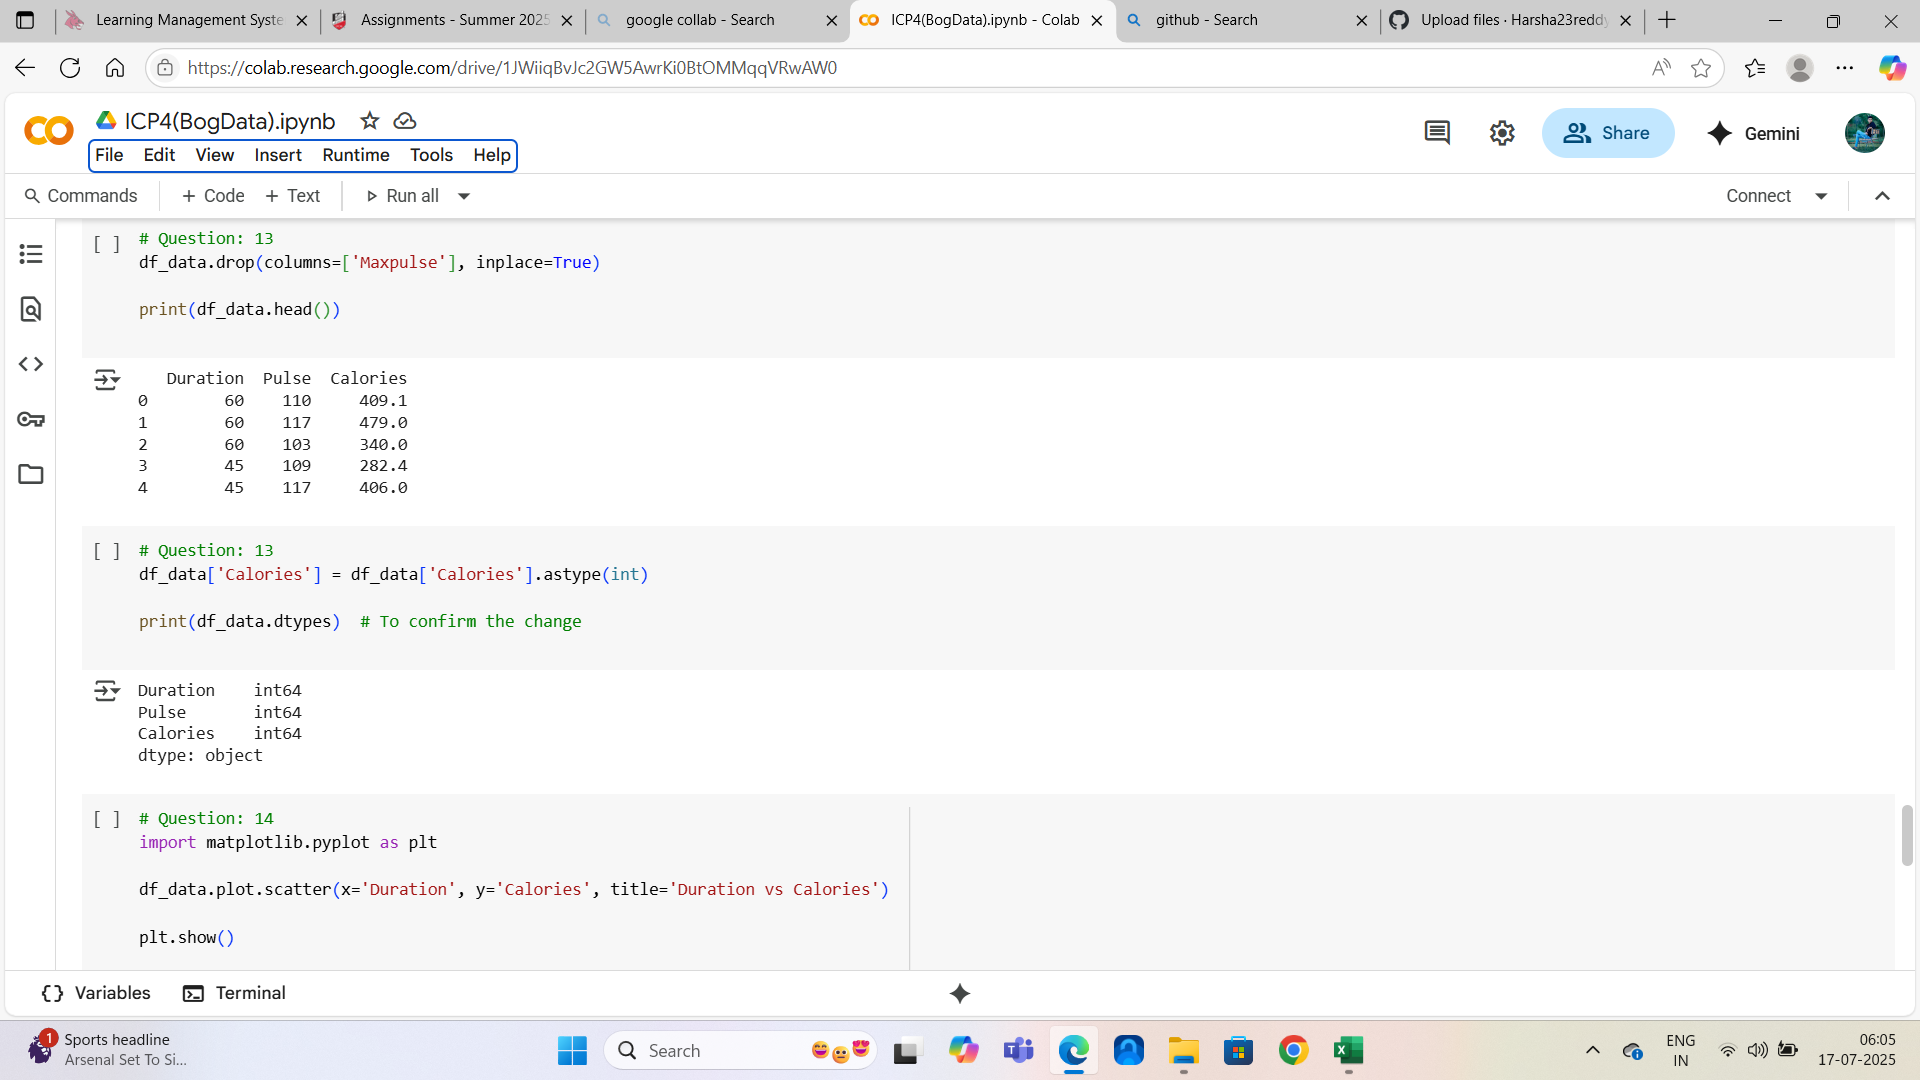 Learning Management Syste
Assignments - Summer 2025
google collab - Search
ICP4(BogData).ipynb - Colab
github - Search
Upload files · Harsha23reddy
https://colab.research.google.com/drive/1JWiiqBvJc2GW5AwrKi0BtOMMqqVRwAW0
ICP4(BogData).ipynb
File Edit View Insert Runtime Tools Help
Share
Gemini
Commands
+ Code
+ Text
Run all
Connect
[ ]
# Question: 13
df_data.drop(columns=['Maxpulse'], inplace=True)
print(df_data.head())
Duration Pulse Calories
0 60 110 409.1
1 60 117 479.0
2 60 103 340.0
3 45 109 282.4
4 45 117 406.0
[ ]
# Question: 13
df_data['Calories'] = df_data['Calories'].astype(int)
print(df_data.dtypes) # To confirm the change
Duration int64
Pulse int64
Calories int64
dtype: object
[ ]
# Question: 14
import matplotlib.pyplot as plt
df_data.plot.scatter(x='Duration', y='Calories', title='Duration vs Calories')
plt.show()
Variables
Terminal
1
Sports headline
Arsenal Set To Si...
Search
ENG
IN
06:05
17-07-2025